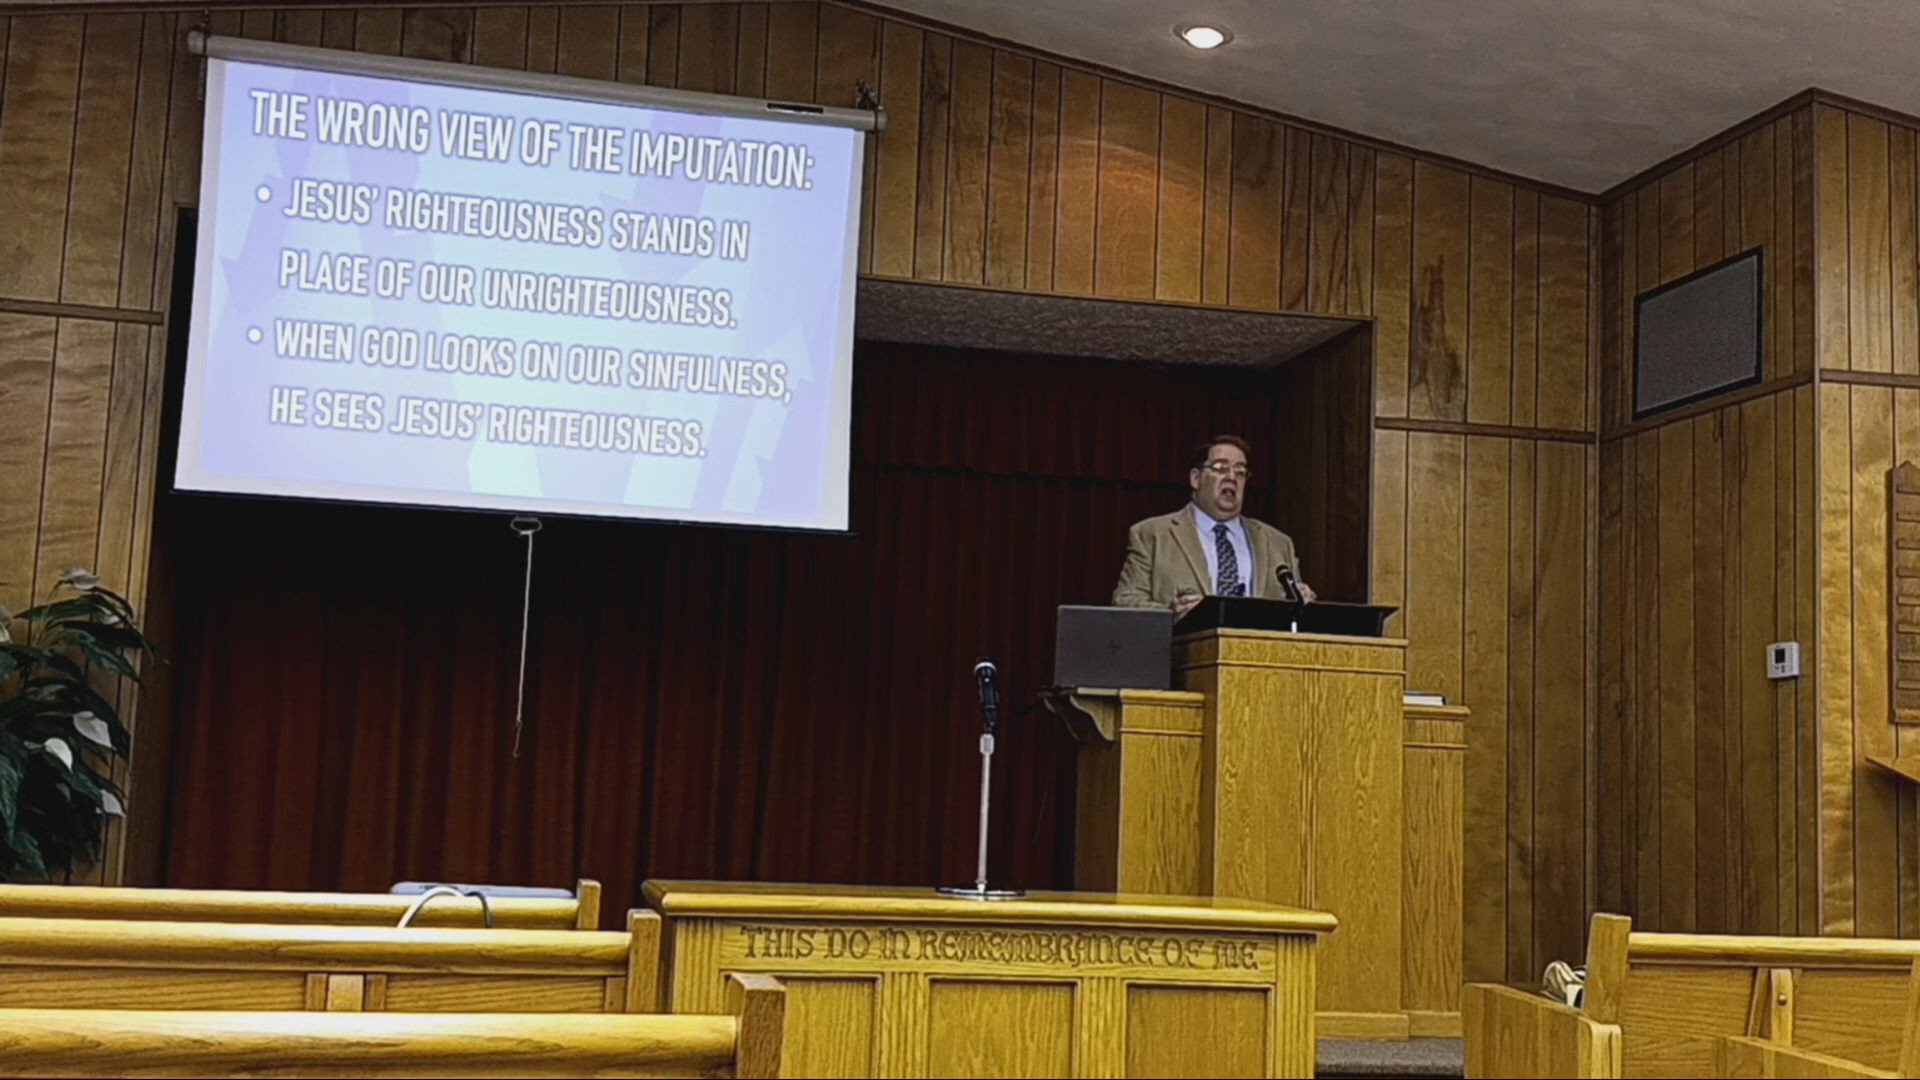 THE WRONG VIEW OF THE IMPUTATION:
• JESUS' RIGHTEOUSNESS STANDS IN
PLACE OF OUR UNRIGHTEOUSNESS.
• WHEN GOD LOOKS ON OUR SINFULNESS,
HE SEES JESUS' RIGHTEOUSNESS.
THIS DO IN REMEMBRANCE OF ME